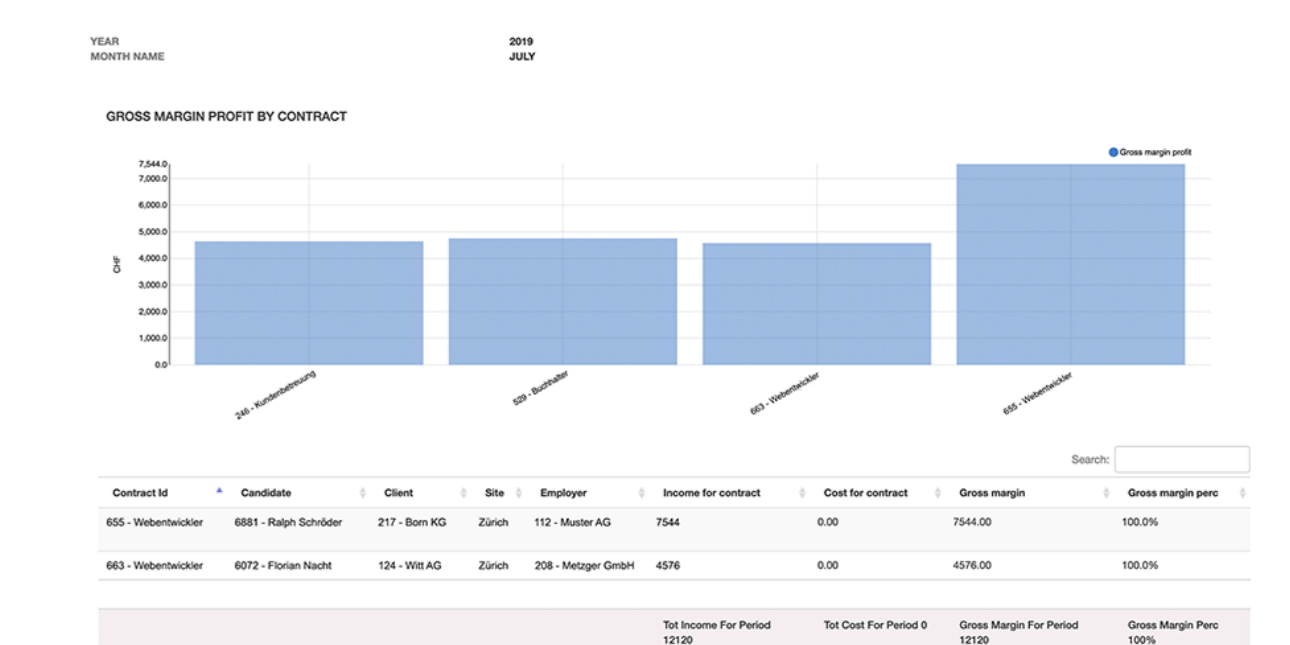 YEAR 2019
MONTH NAME JULY
GROSS MARGIN PROFIT BY CONTRACT
Gross margin profit
7,544.0
7,000.0
6,000.0
5,000.0
4,000.0
3,000.0
2,000.0
1,000.0
0.0
CHF
246 - Kundenbetreuung
529 - Buchhalter
663 - Webentwickler
655 - Webentwickler
Search:
Contract Id Candidate Client Site Employer Income for contract Cost for contract Gross margin Gross margin perc
655 - Webentwickler 6881 - Ralph Schröder 217 - Born KG Zürich 112 - Muster AG 7544 0.00 7544.00 100.0%
663 - Webentwickler 6072 - Florian Nacht 124 - Witt AG Zürich 208 - Metzger GmbH 4576 0.00 4576.00 100.0%
Tot Income For Period Tot Cost For Period 0 Gross Margin For Period Gross Margin Perc
12120 12120 100%